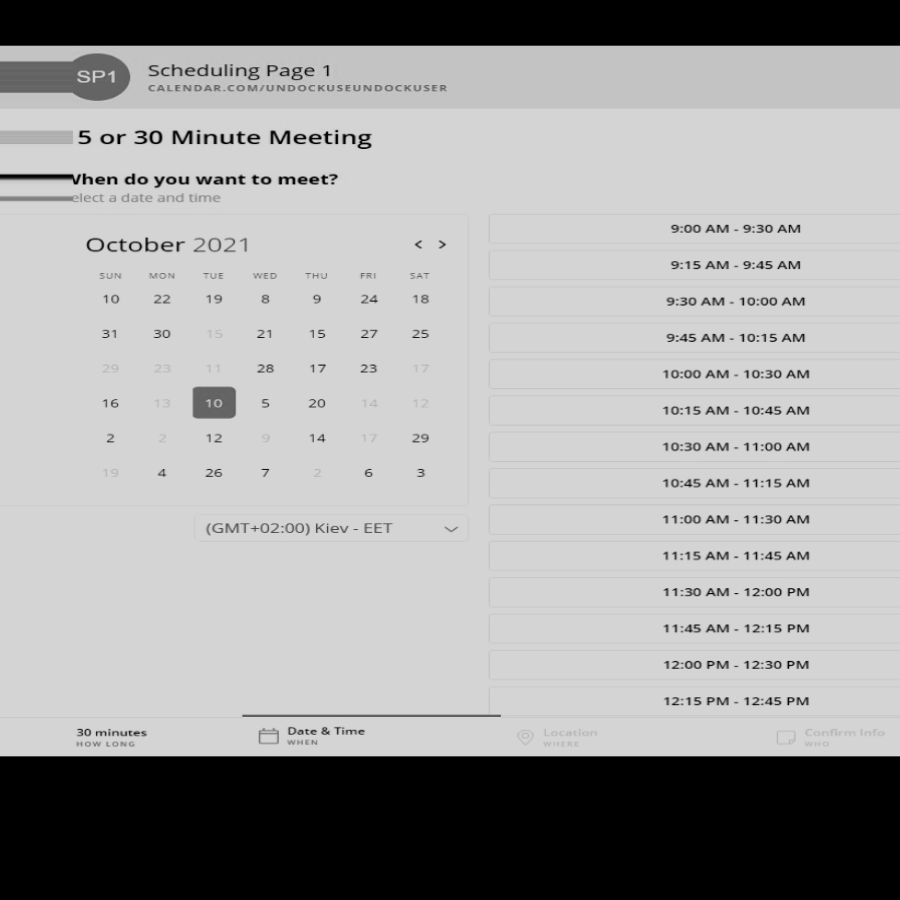 SP1
Scheduling Page 1
CALENDAR.COM/UNDOCKUSEUNDOCKUSER
5 or 30 Minute Meeting
When do you want to meet?
elect a date and time
October 2021 < >
SUN MON TUE WED THU FRI SAT
10 22 19 8 9 24 18
31 30 15 21 15 27 25
29 23 11 28 17 23 17
16 13 10 5 20 14 12
2 2 12 9 14 17 29
19 4 26 7 2 6 3
(GMT+02:00) Kiev - EET
9:00 AM - 9:30 AM
9:15 AM - 9:45 AM
9:30 AM - 10:00 AM
9:45 AM - 10:15 AM
10:00 AM - 10:30 AM
10:15 AM - 10:45 AM
10:30 AM - 11:00 AM
10:45 AM - 11:15 AM
11:00 AM - 11:30 AM
11:15 AM - 11:45 AM
11:30 AM - 12:00 PM
11:45 AM - 12:15 PM
12:00 PM - 12:30 PM
12:15 PM - 12:45 PM
30 minutes
HOW LONG
Date & Time
WHEN
Location
WHERE
Confirm Info
WHO